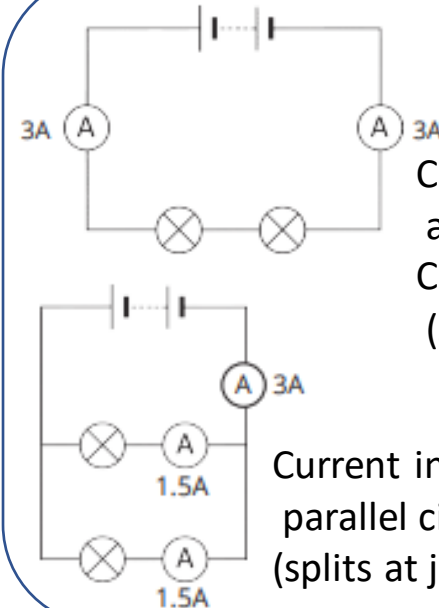 3A A A 3A
C
a
C
(
A 3A
A
1.5A
Current in
parallel ci
(splits at j
A
1.5A